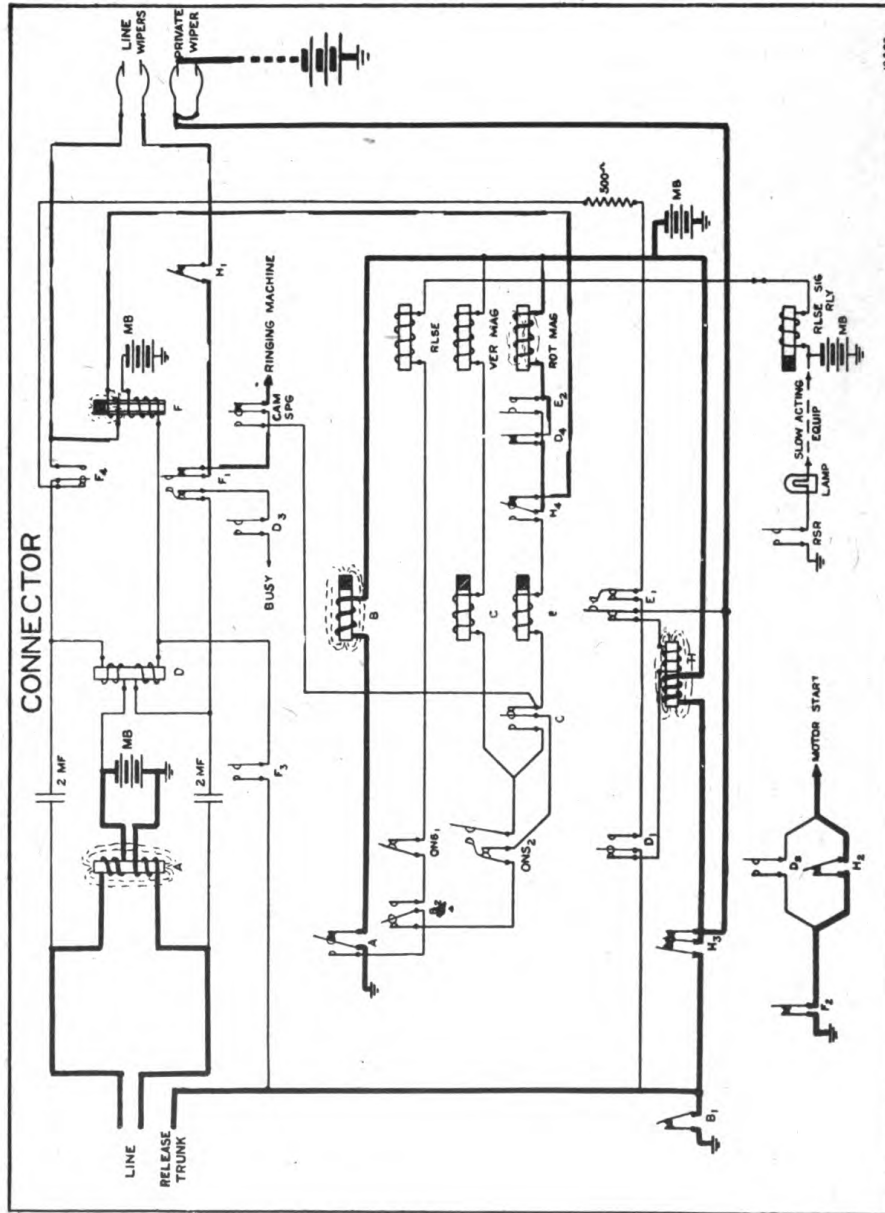 CONNECTOR
LINE
RELEASE
TRUNK
A
MB
2 MF
2 MF
D
F3
BUSY
D3
F1
F4
F
MB
H1
LINE
WIPERS
PRIVATE
WIPER
RINGING MACHINE
CAM
SPG
A
ONS1
ONS2
B
C
E
C
H4
D4
E2
RLSE
VER MAG
ROT MAG
500
MB
B1
H3
D1
H
E1
F2
D2
H2
MOTOR START
RSR
LAMP
SLOW ACTING
EQUIP
RLSE SIG
RLY
MB